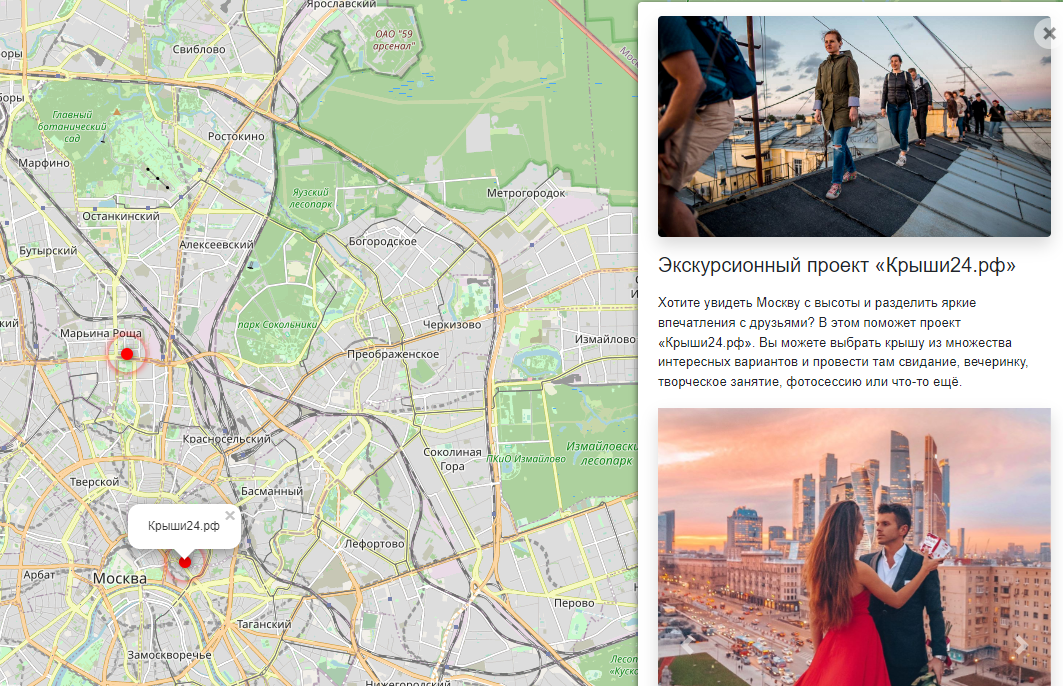 Ярославский
ОАО "59
арсенал"
Свиблово
Главный
ботанический
сад
Ростокино
Марфино
Яузский
лесопарк
Метрогородок
Останкинский
Бутырский
Алексеевский
Богородское
парк Сокольники
Черкизово
Марьина Роща
Измайлово
Преображенское
Красносельский
Соколиная
Гора
ПКиО Измайлово
Измайловски
лесопарк
Тверской
Басманный
Крыши24.рф
Лефортово
Арбат
Москва
Перово
Таганский
Замоскворечье
Лесоп
«Куско
Нижегородский
Экскурсионный проект «Крыши24.рф»
Хотите увидеть Москву с высоты и разделить яркие
впечатления с друзьями? В этом поможет проект
«Крыши24.рф». Вы можете выбрать крышу из множества
интересных вариантов и провести там свидание, вечеринку,
творческое занятие, фотосессию или что-то ещё.